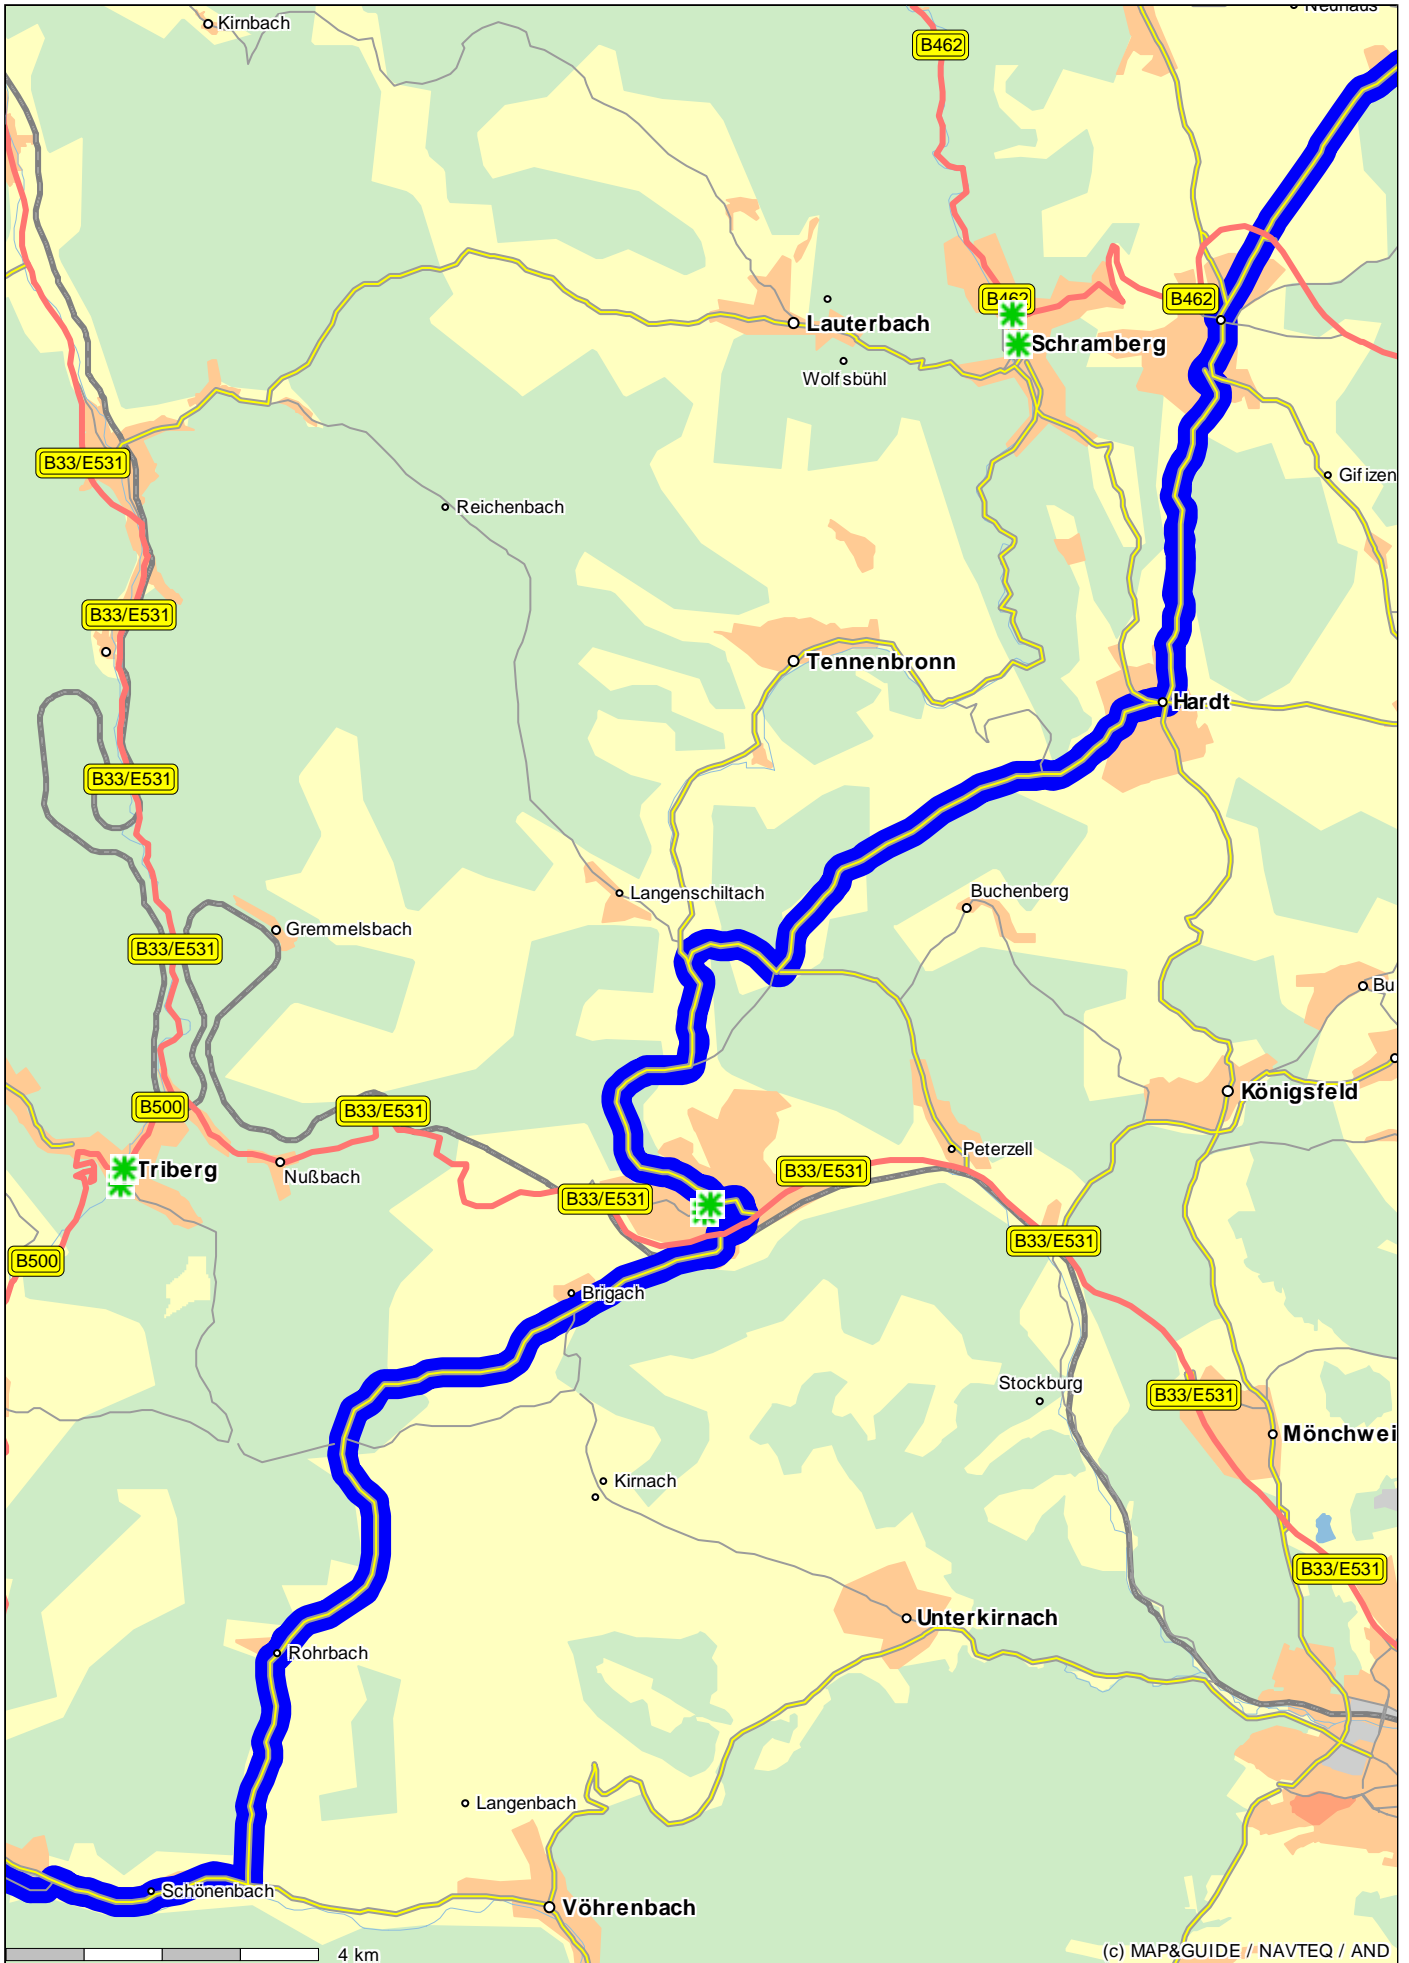 Neuhaus
Kirnbach
B462
B462
B462
Lauterbach
Schramberg
Wolfsbühl
B33/E531
Gifizen
Reichenbach
B33/E531
Tennenbronn
Hardt
B33/E531
Langenschiltach
Buchenberg
Gremmelsbach
B33/E531
Bu
Königsfeld
B500
B33/E531
Peterzell
Triberg
Nußbach
B33/E531
B33/E531
B33/E531
B500
Brigach
Stockburg
B33/E531
Mönchwei
Kirnach
B33/E531
Unterkirnach
Rohrbach
Langenbach
Schönenbach
Vöhrenbach
4 km
(c) MAP&GUIDE / NAVTEQ / AND